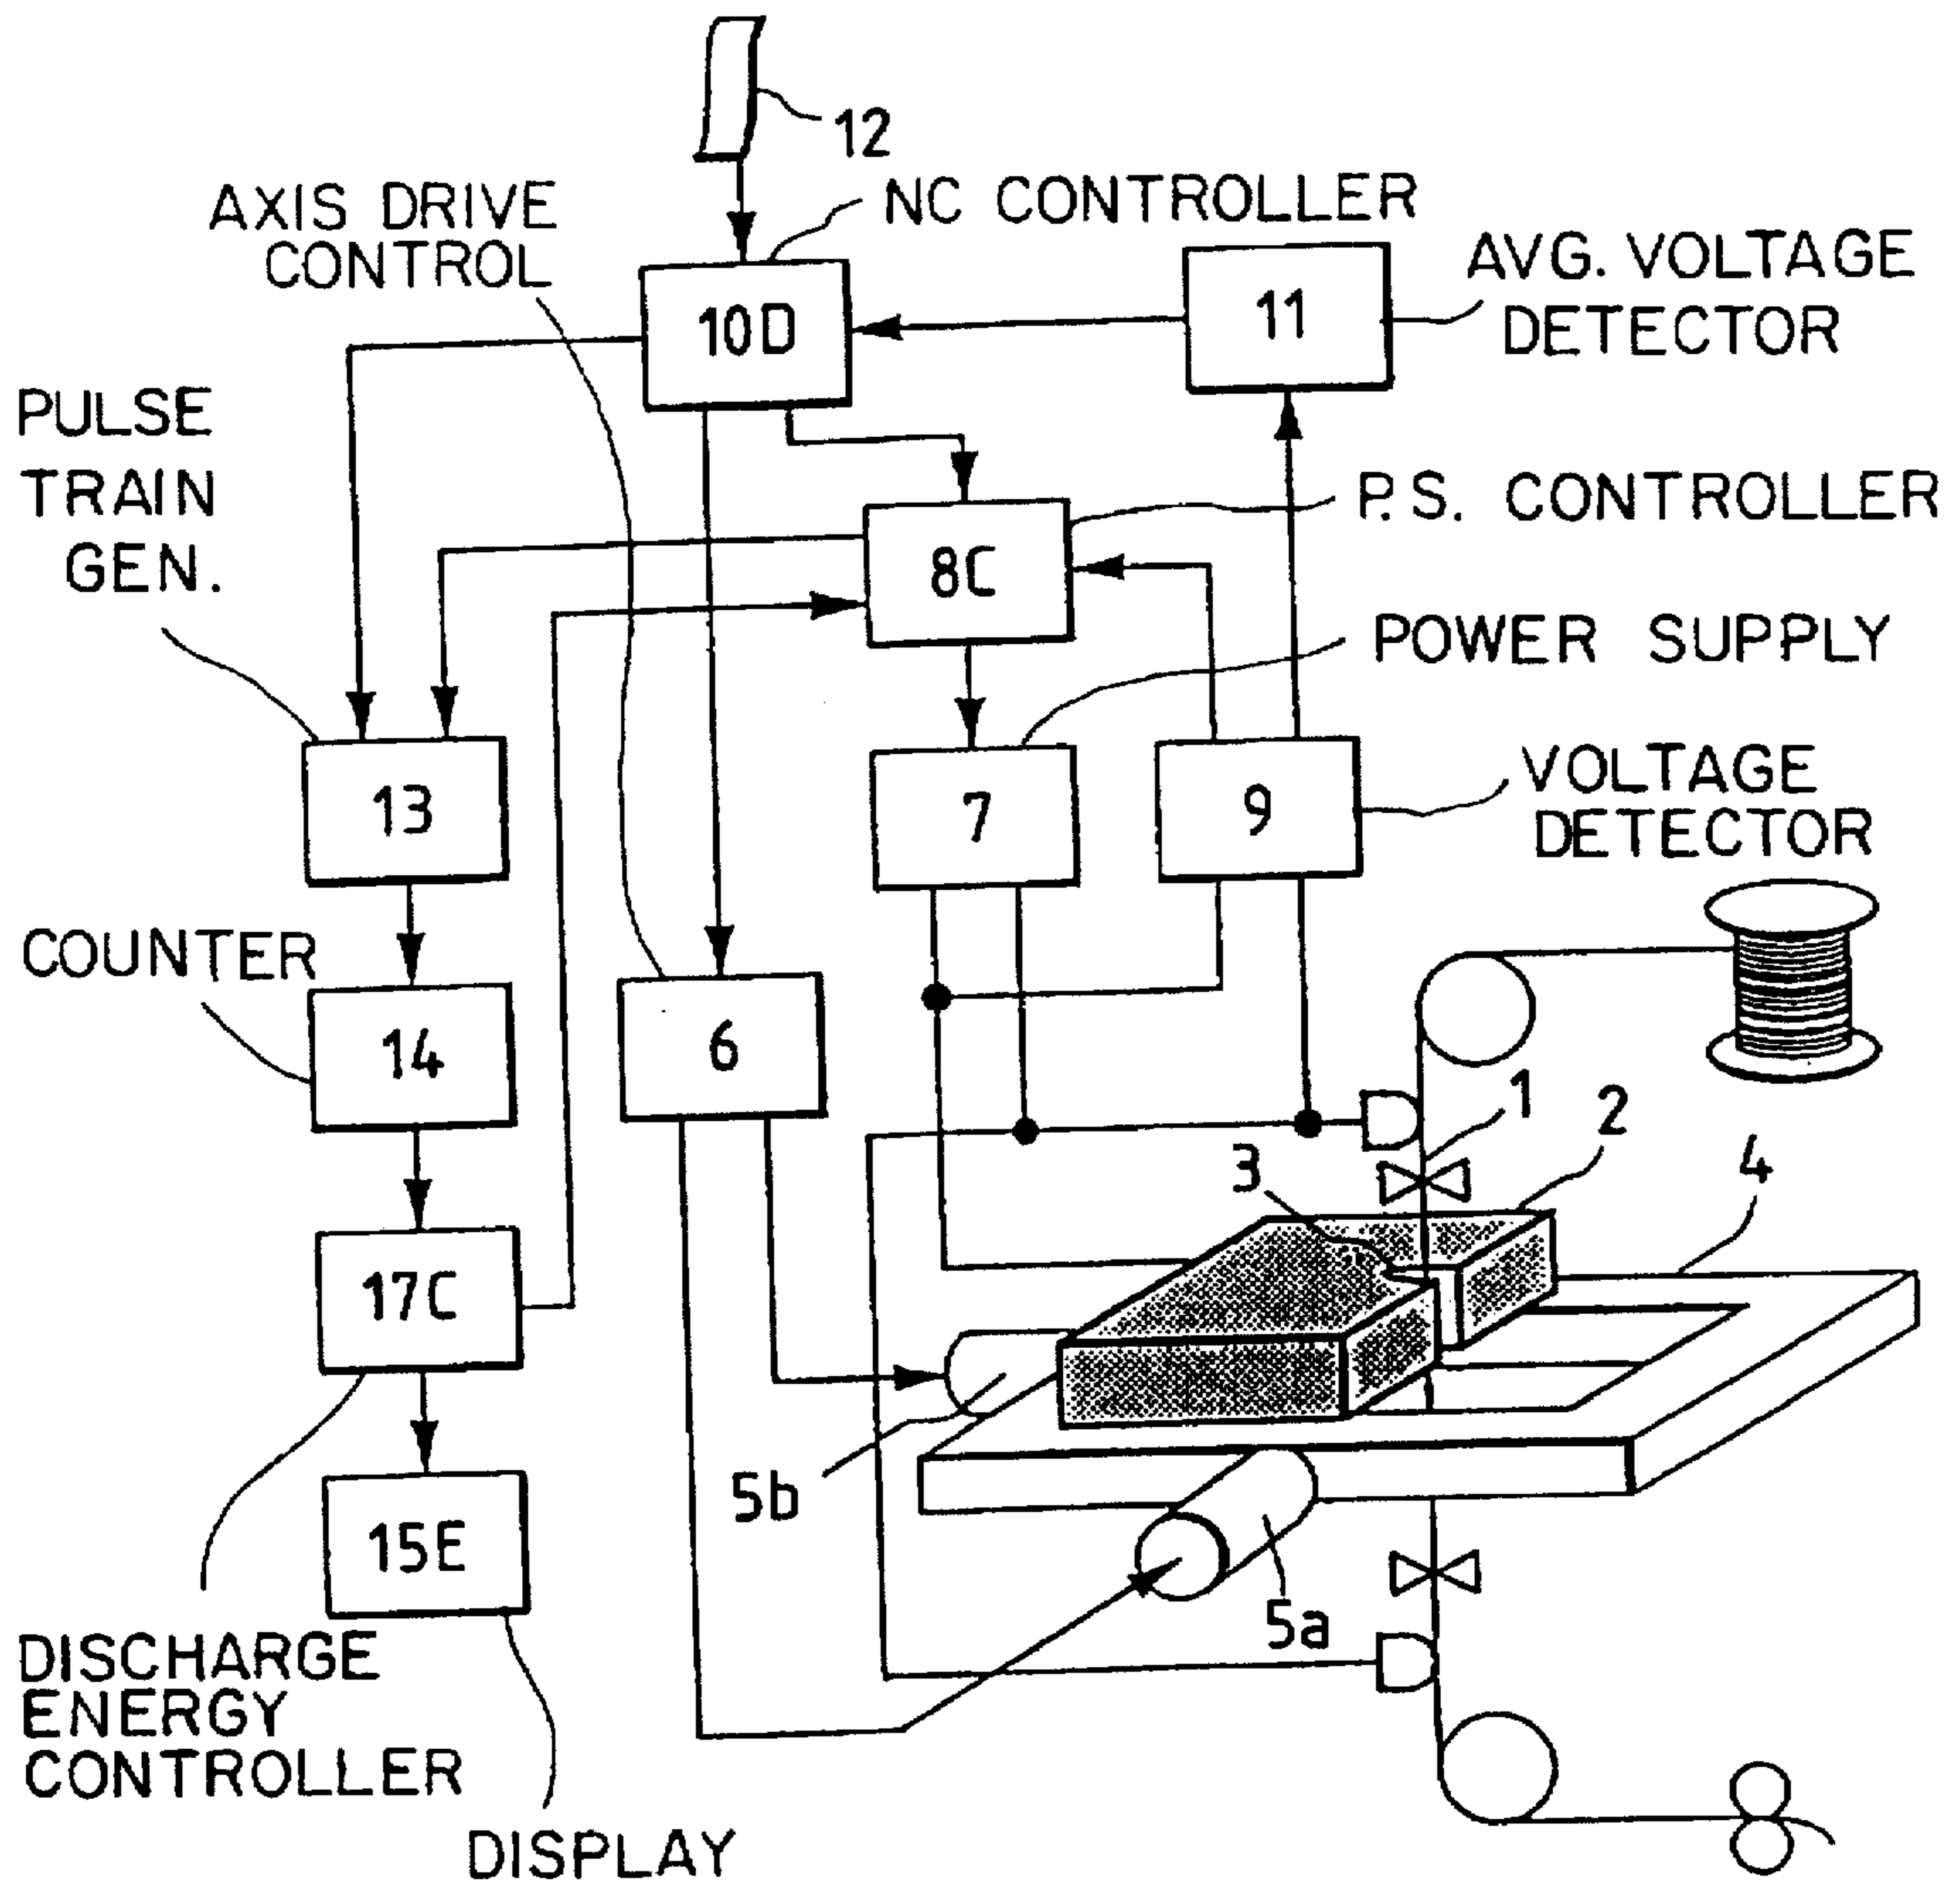 12
NC CONTROLLER
AXIS DRIVE
CONTROL
AVG. VOLTAGE
DETECTOR
10D
11
PULSE
TRAIN
GEN.
P.S. CONTROLLER
8C
POWER SUPPLY
13
7
9
VOLTAGE
DETECTOR
COUNTER
14
6
1
2
3
4
17C
5b
15E
5a
DISCHARGE
ENERGY
CONTROLLER
DISPLAY